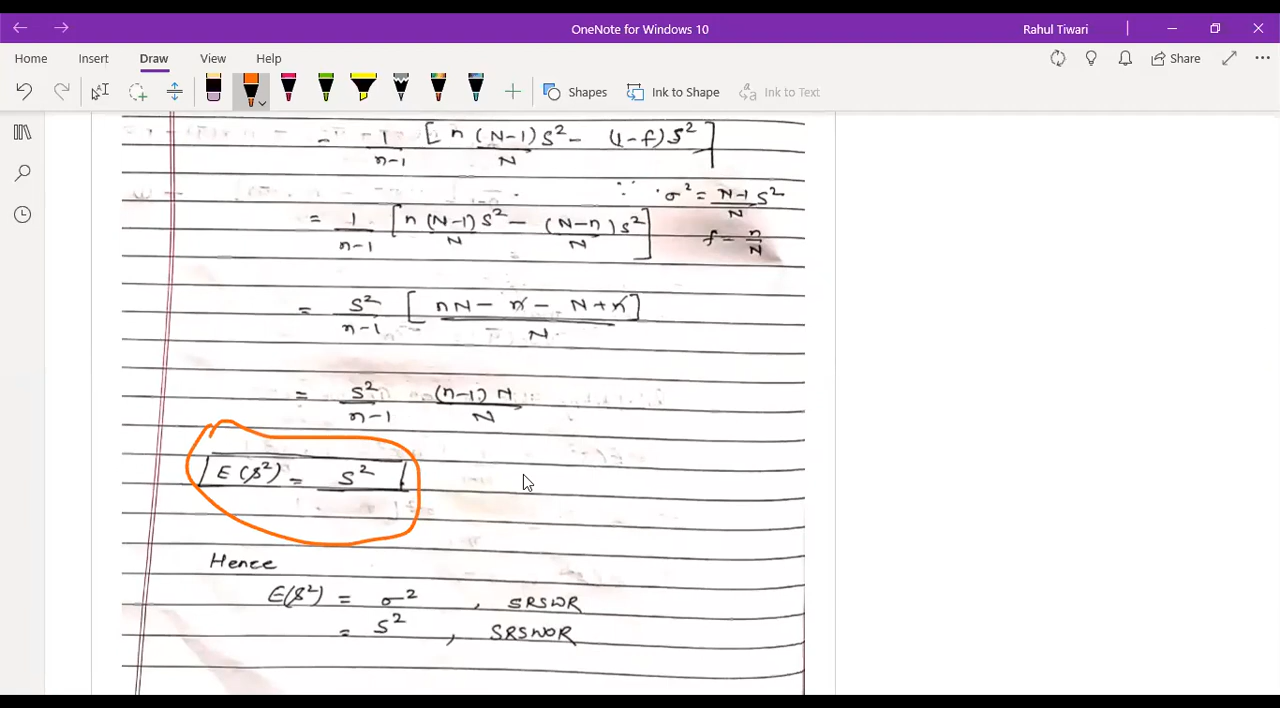 OneNote for Windows 10
Rahul Tiwari
Home Insert Draw View Help
Share
Shapes Ink to Shape Ink to Text
= 1/(n-1) [ n (N-1)/N S² - (1-f) S² ]
∵ σ² = (N-1)/N S²
= 1/(n-1) [ n (N-1) S²/N - (N-n)/N S² ]
f = n/N
= S²/(n-1) [ (nN - n - N + n)/N ]
= S²/(n-1) (n-1) N/N
E(s²) = S²
Hence
E(s²) = σ² , SRSWR
= S² , SRSWOR